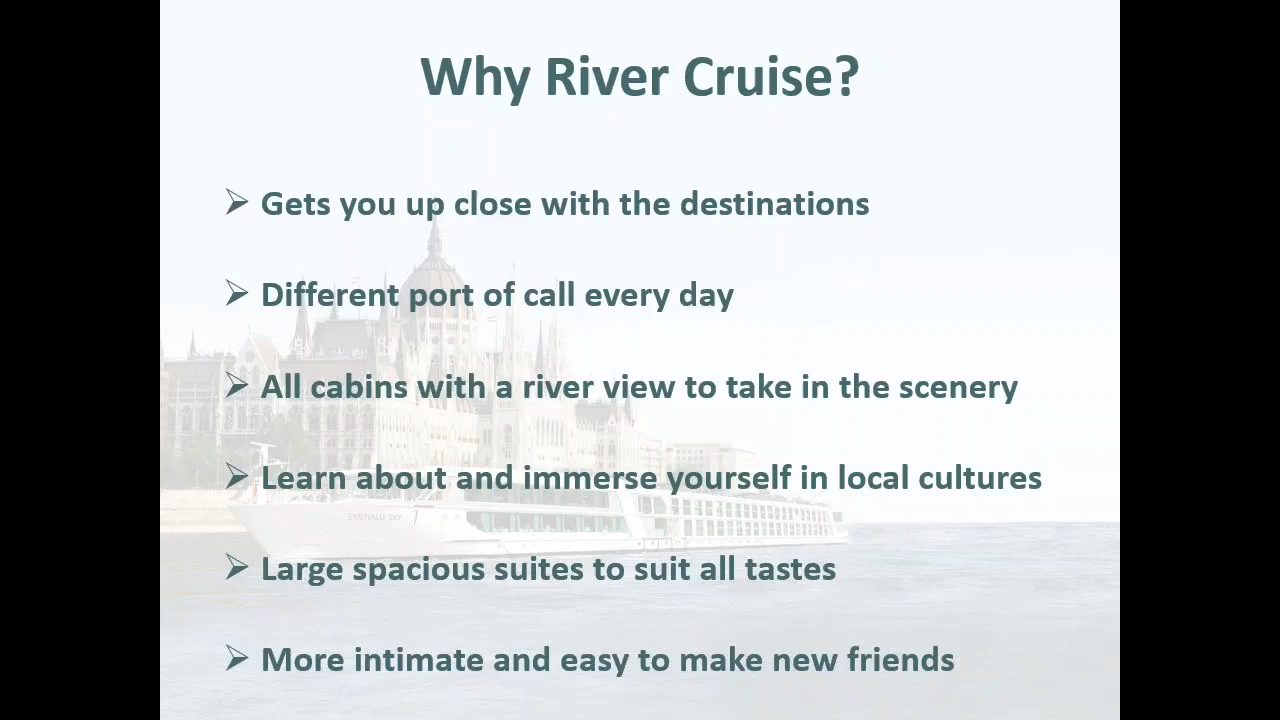 Why River Cruise?
➢ Gets you up close with the destinations
➢ Different port of call every day
➢ All cabins with a river view to take in the scenery
➢ Learn about and immerse yourself in local cultures
EMERALD SKY
➢ Large spacious suites to suit all tastes
➢ More intimate and easy to make new friends